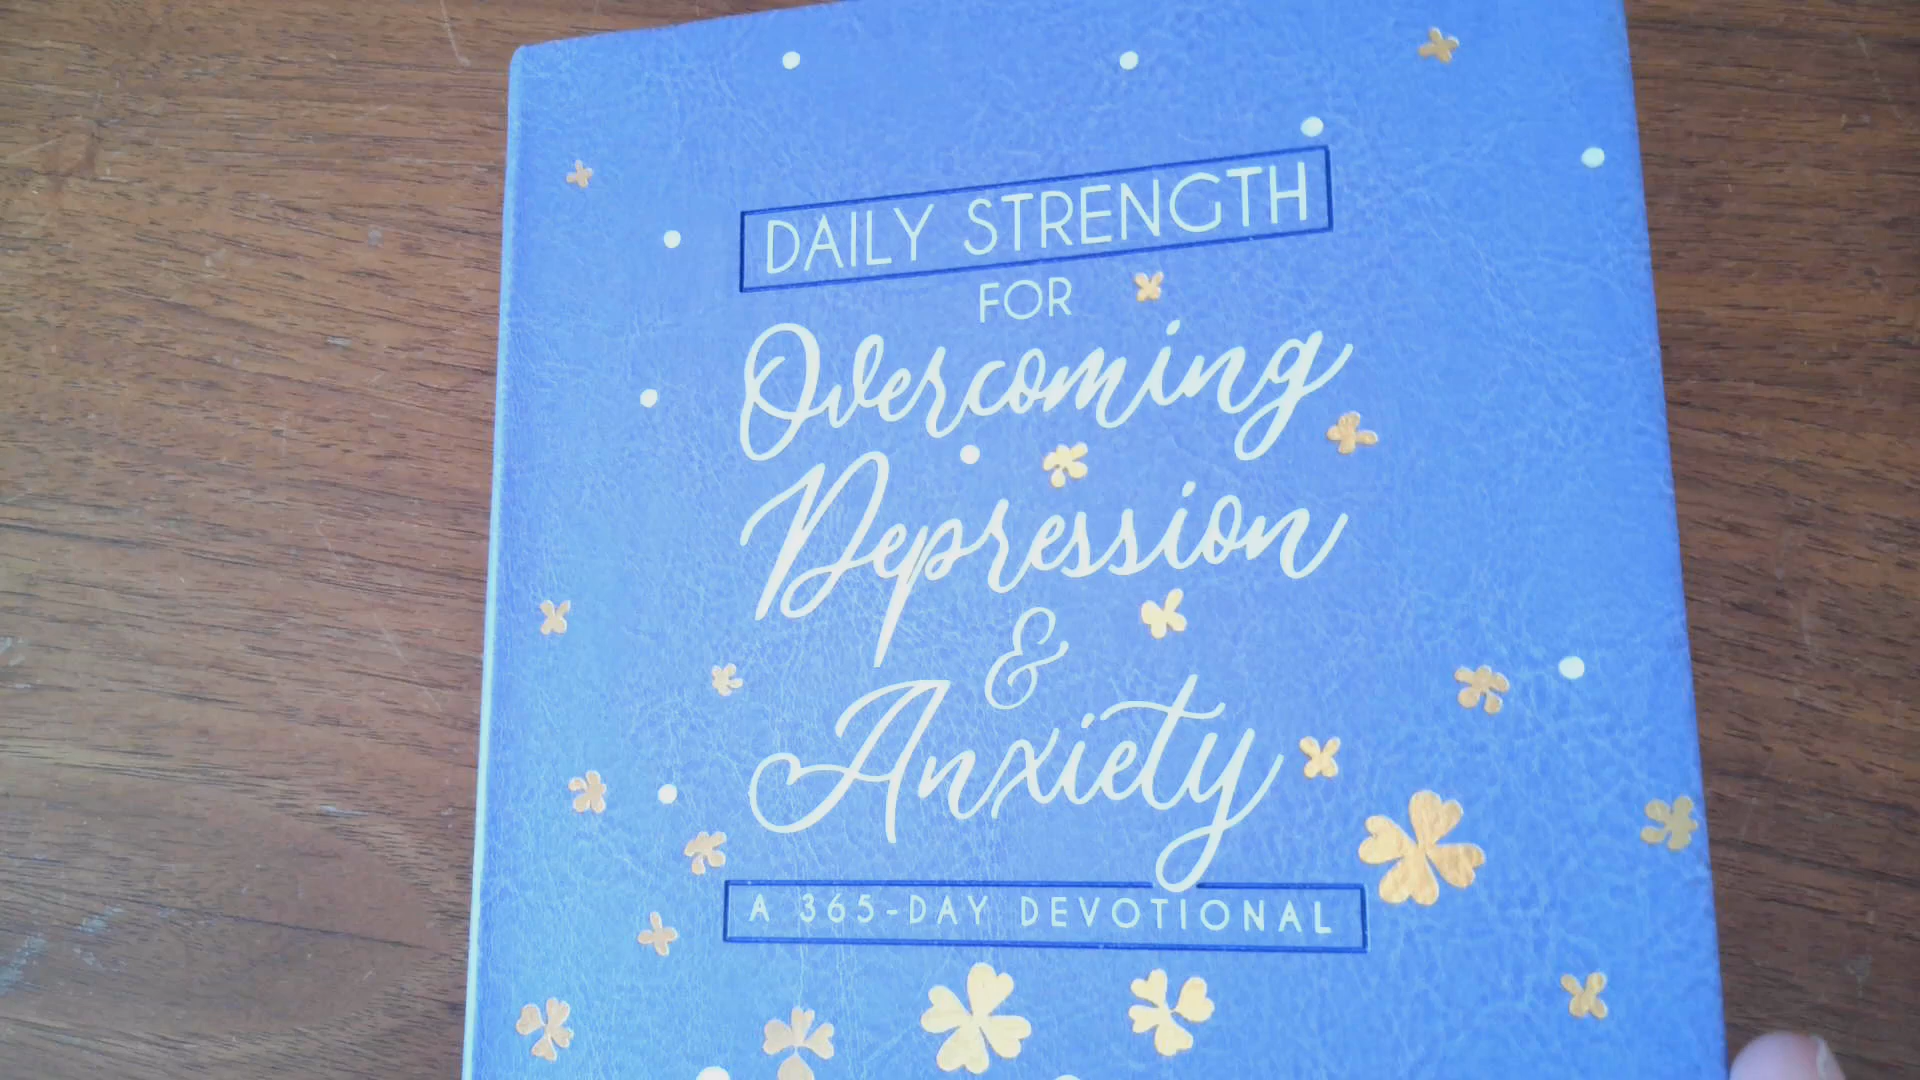 DAILY STRENGTH
FOR
Overcoming
Depression
&
Anxiety
A 365-DAY DEVOTIONAL